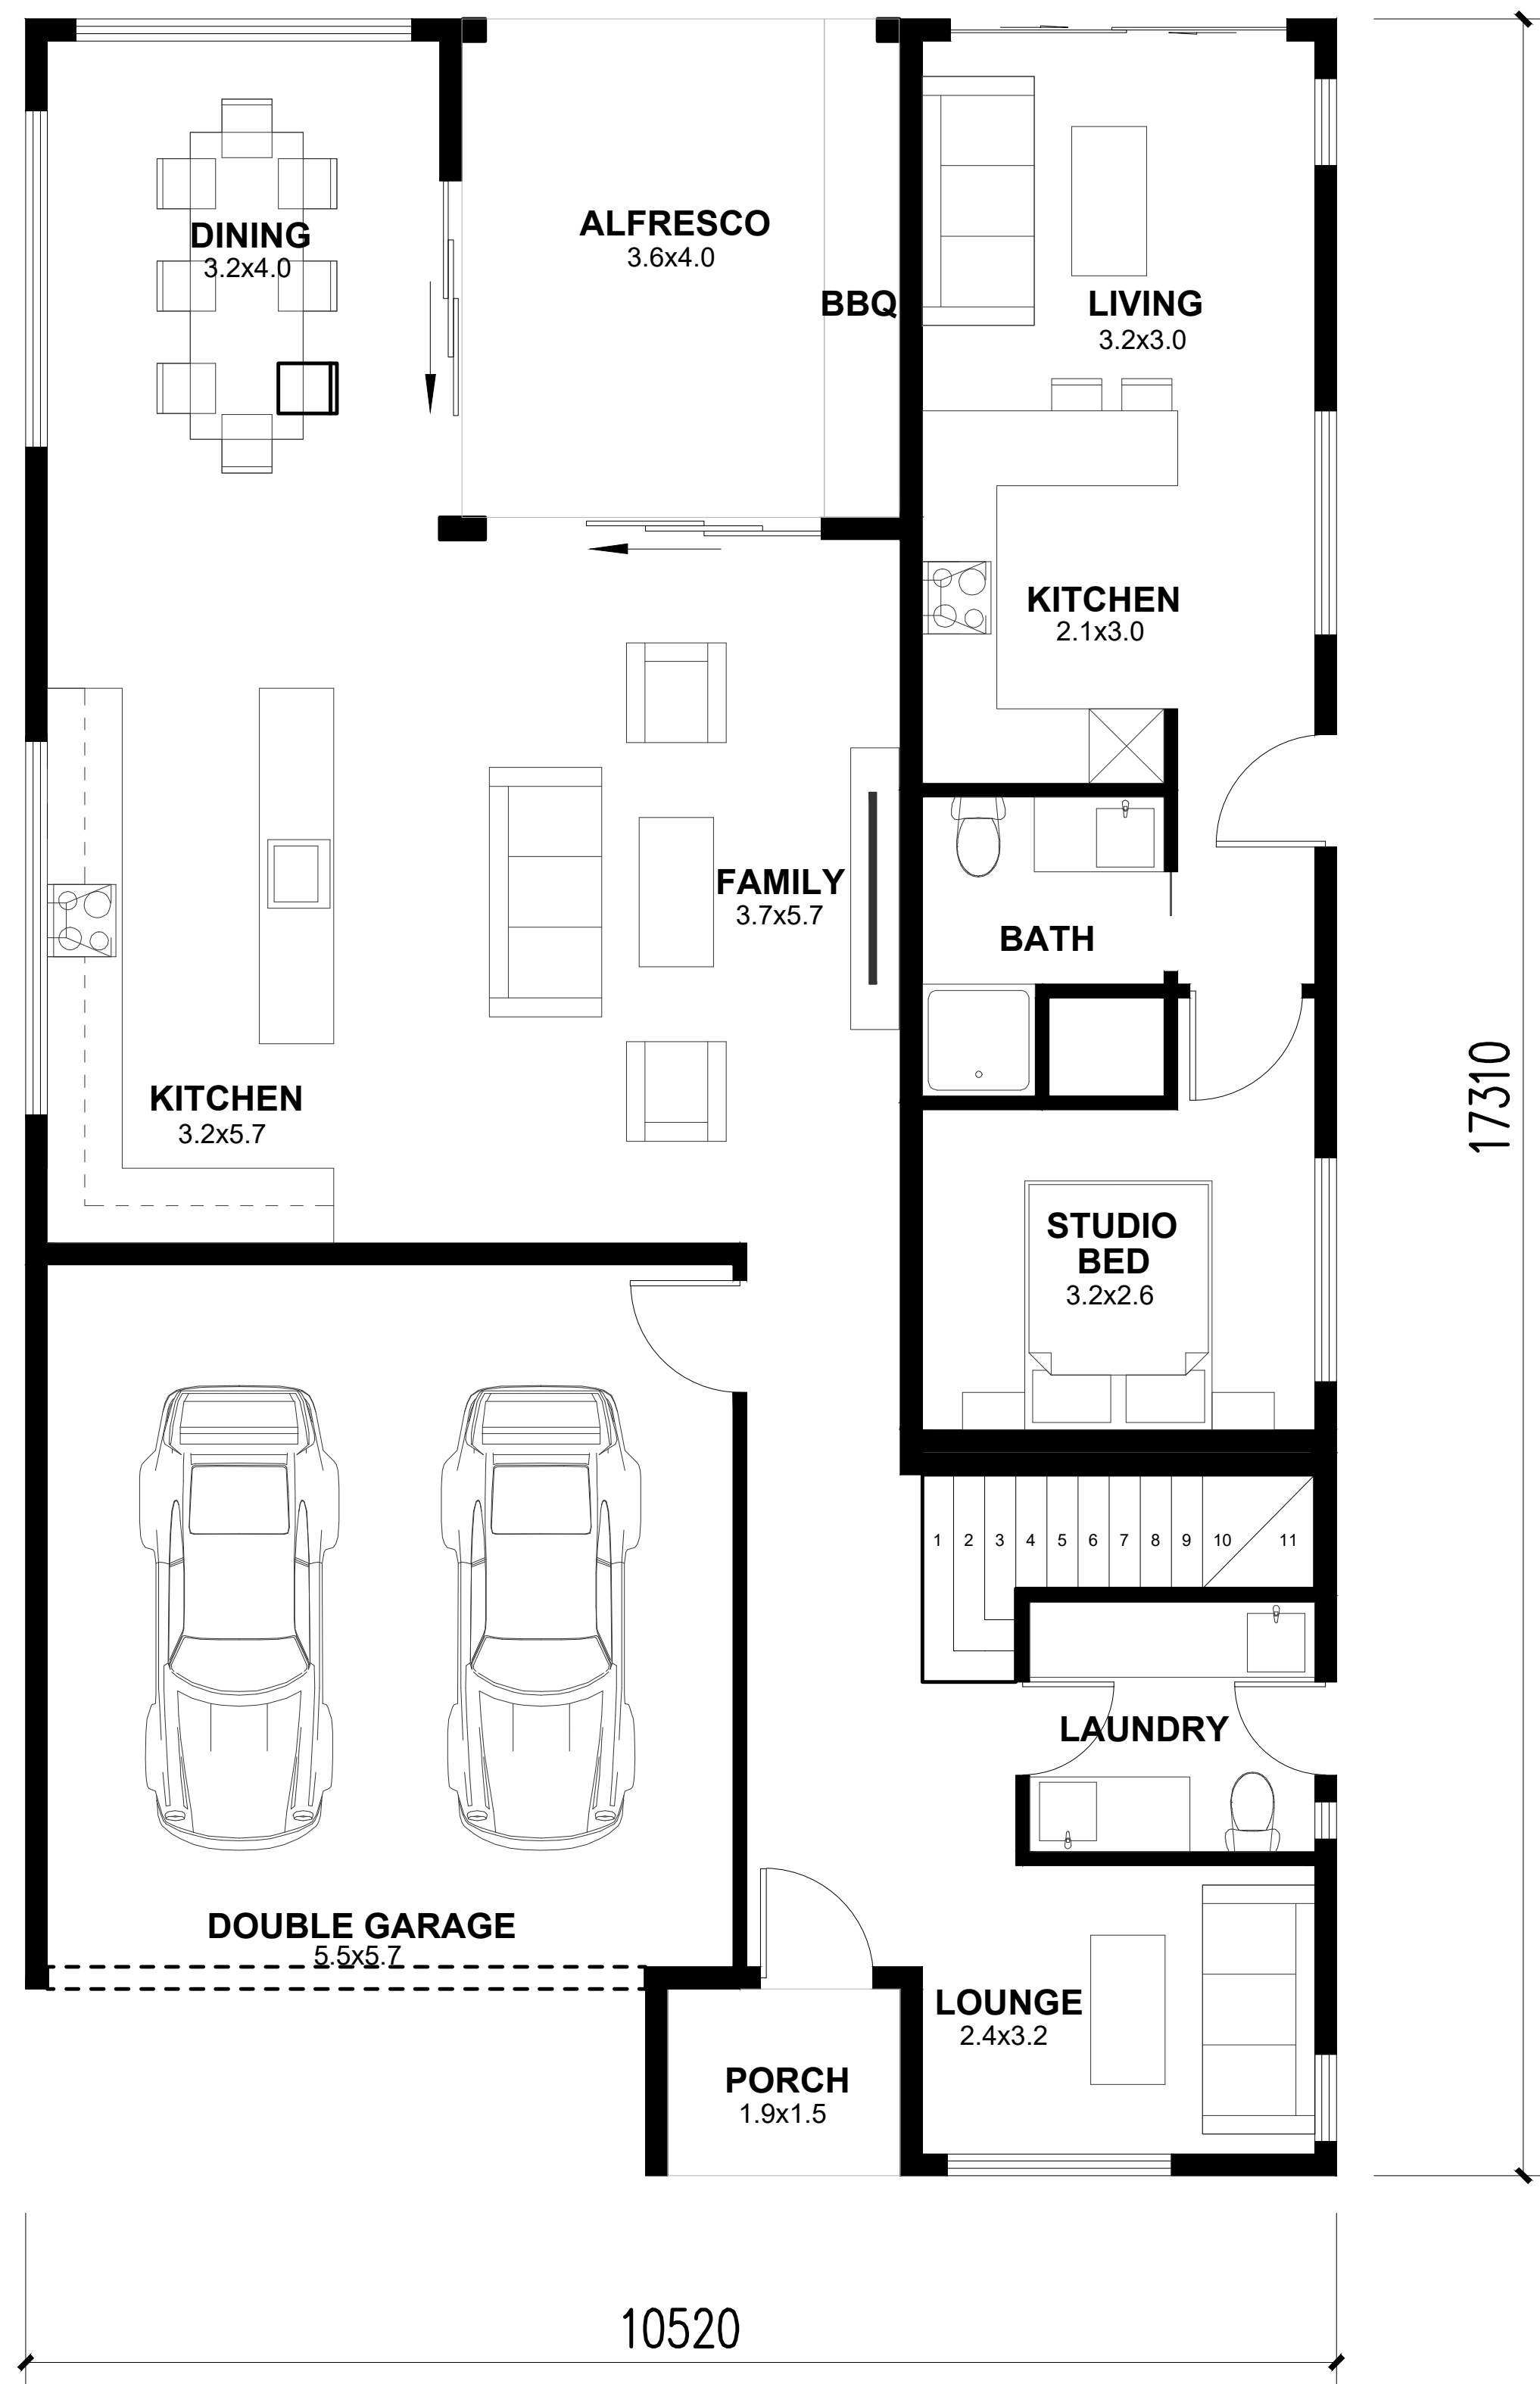 DINING
3.2x4.0
ALFRESCO
3.6x4.0
BBQ
LIVING
3.2x3.0
KITCHEN
2.1x3.0
FAMILY
3.7x5.7
BATH
KITCHEN
3.2x5.7
17310
STUDIO
BED
3.2x2.6
1 2 3 4 5 6 7 8 9 10 11
LAUNDRY
DOUBLE GARAGE
5.5x5.7
LOUNGE
2.4x3.2
PORCH
1.9x1.5
10520